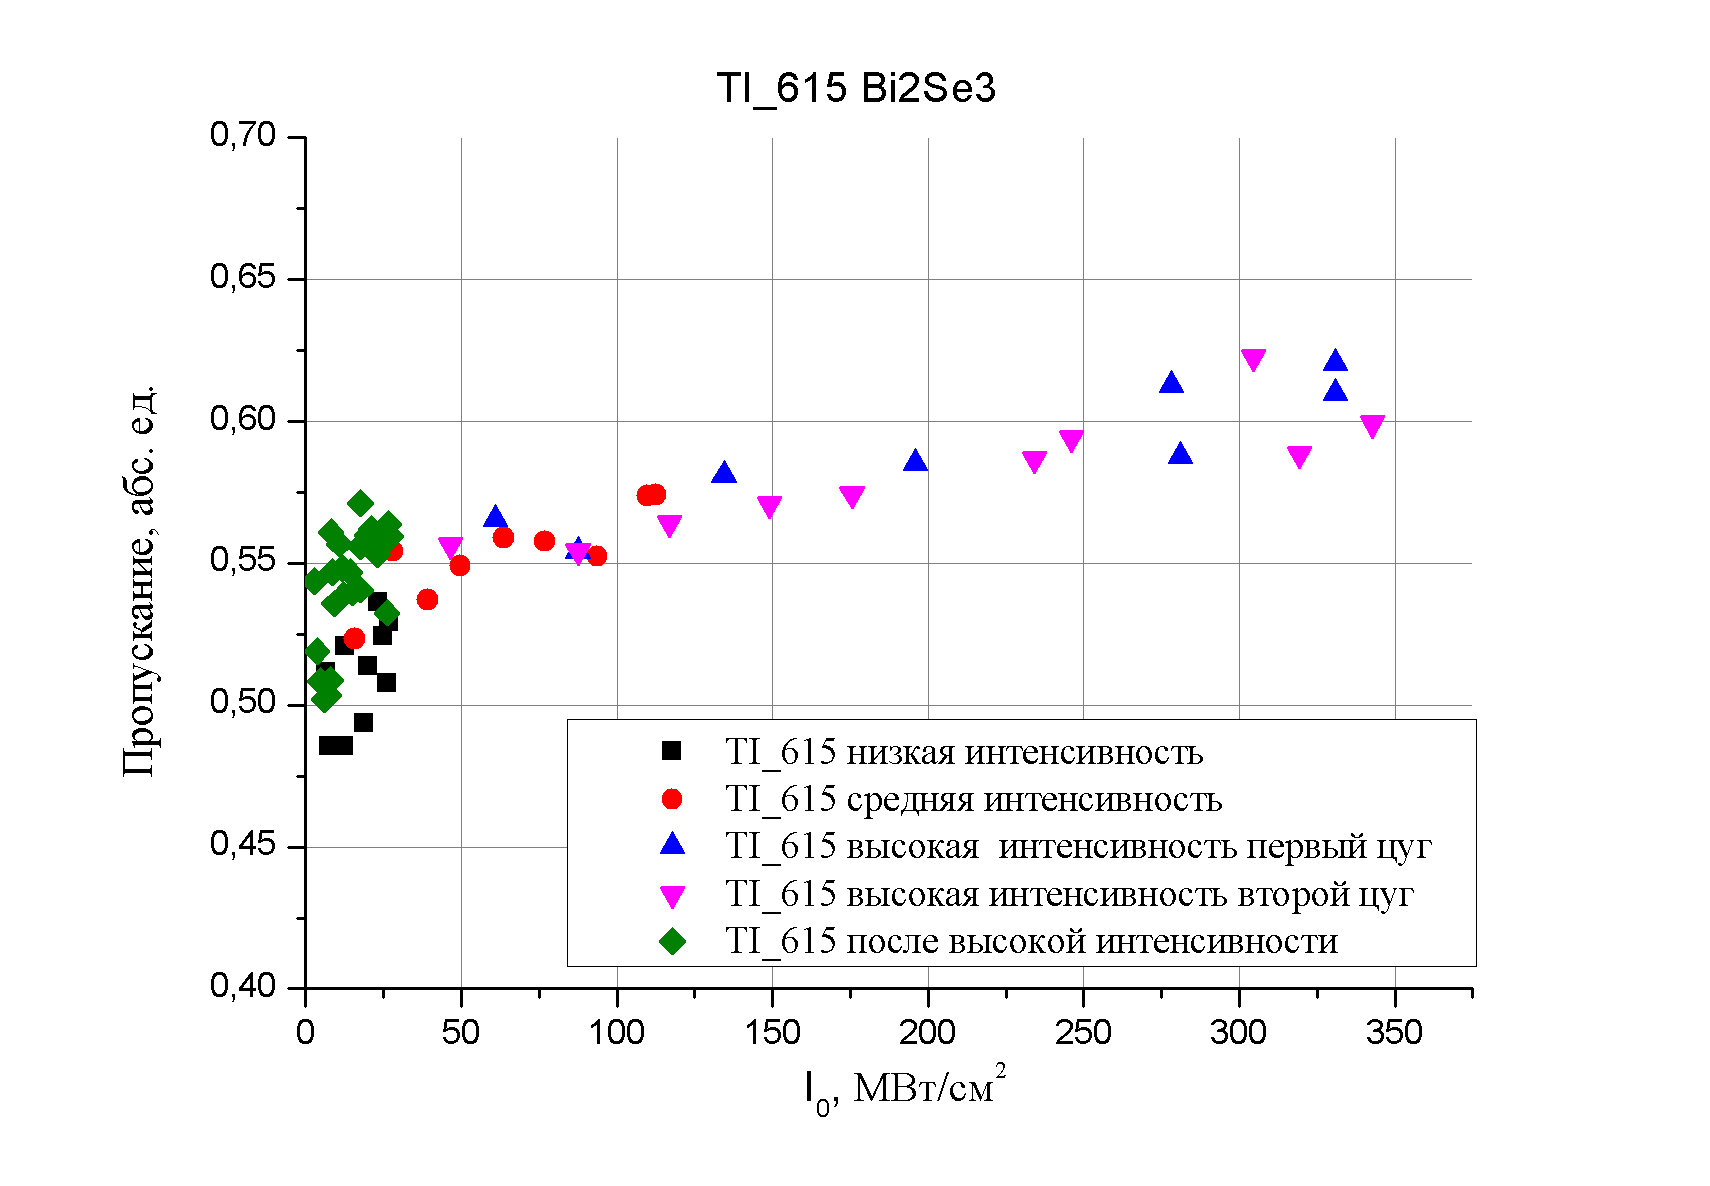 TI_615 Bi2Se3
0,70
0,65
0,60
0,55
0,50
0,45
0,40
Пропускание, абс. ед.
TI_615 низкая интенсивность
TI_615 средняя интенсивность
TI_615 высокая  интенсивность первый цуг
TI_615 высокая интенсивность второй цуг
TI_615 после высокой интенсивности
0 50 100 150 200 250 300 350
I₀, МВт/см²